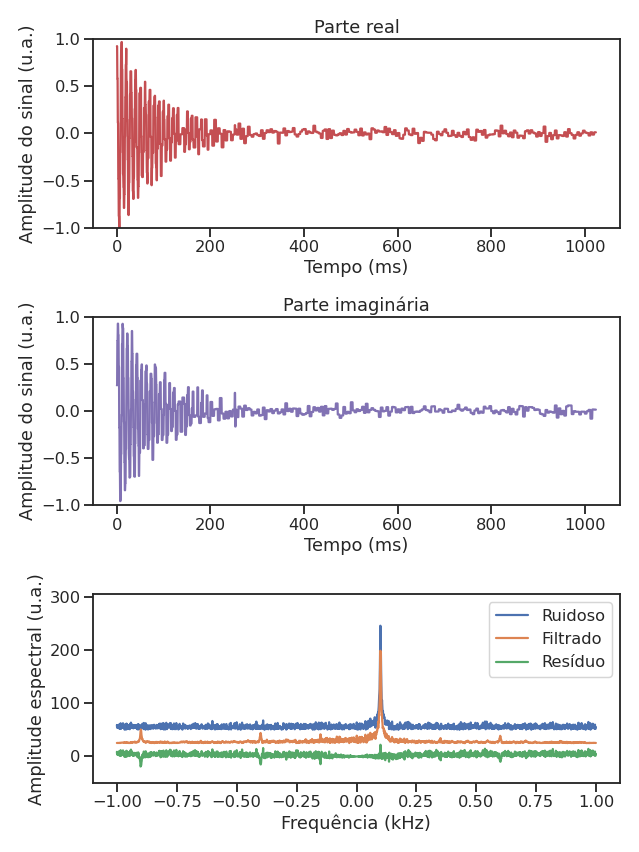 Parte real
Amplitude do sinal (u.a.)
1.0
0.5
0.0
−0.5
−1.0
0 200 400 600 800 1000
Tempo (ms)
Parte imaginária
Amplitude do sinal (u.a.)
1.0
0.5
0.0
−0.5
−1.0
0 200 400 600 800 1000
Tempo (ms)
Amplitude espectral (u.a.)
300
200
100
0
Ruidoso
Filtrado
Resíduo
−1.00 −0.75 −0.50 −0.25 0.00 0.25 0.50 0.75 1.00
Frequência (kHz)